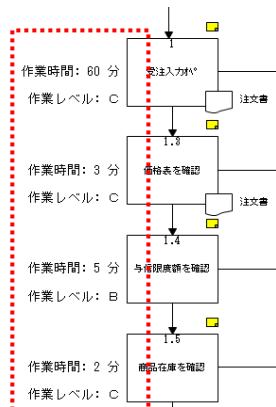 1
作業時間: 60 分
受注入力ｵﾍﾟ
作業レベル: C
注文書
1.3
作業時間: 3 分
価格表を確認
作業レベル: C
注文書
1.4
作業時間: 5 分
与信限度額を確認
作業レベル: B
1.5
作業時間: 2 分
商品在庫を確認
作業レベル: C